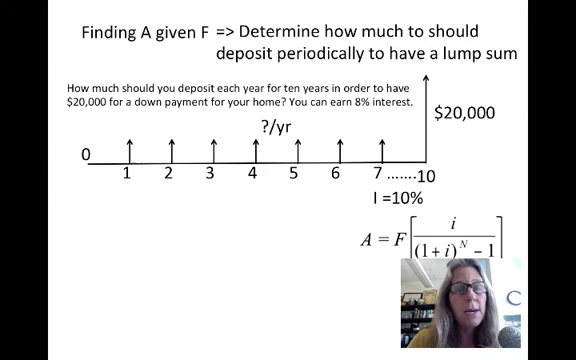 Finding A given F => Determine how much to should
deposit periodically to have a lump sum
How much should you deposit each year for ten years in order to have
$20,000 for a down payment for your home? You can earn 8% interest.
$20,000
?/yr
0
1 2 3 4 5 6 7 .......10
I =10%
A = F[i / (1+i)^N − 1]
C